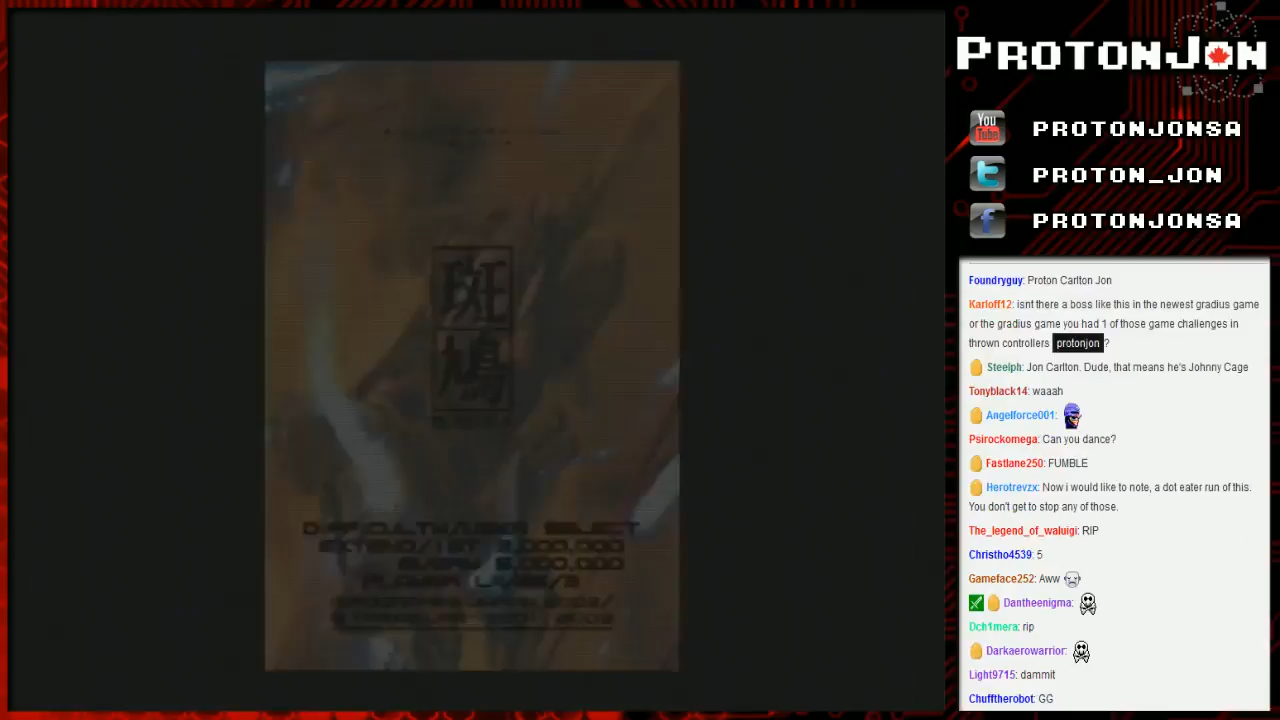 PROTONJON
PROTONJONSA
PROTON_JON
PROTONJONSA
斑
鳩
SELECT
EXTEND/1ST
Foundryguy: Proton Carlton Jon
Karloff12: isnt there a boss like this in the newest gradius game
or the gradius game you had 1 of those game challenges in
thrown controllers protonjon ?
Steelph: Jon Carlton. Dude, that means he's Johnny Cage
Tonyblack14: waaah
Angelforce001:
Psirockomega: Can you dance?
Fastlane250: FUMBLE
Herotrevzx: Now i would like to note, a dot eater run of this.
You don't get to stop any of those.
The_legend_of_waluigi: RIP
Christho4539: 5
Gameface252: Aww
Dantheenigma:
Dch1mera: rip
Darkaerowarrior:
Light9715: dammit
Chufftherobot: GG